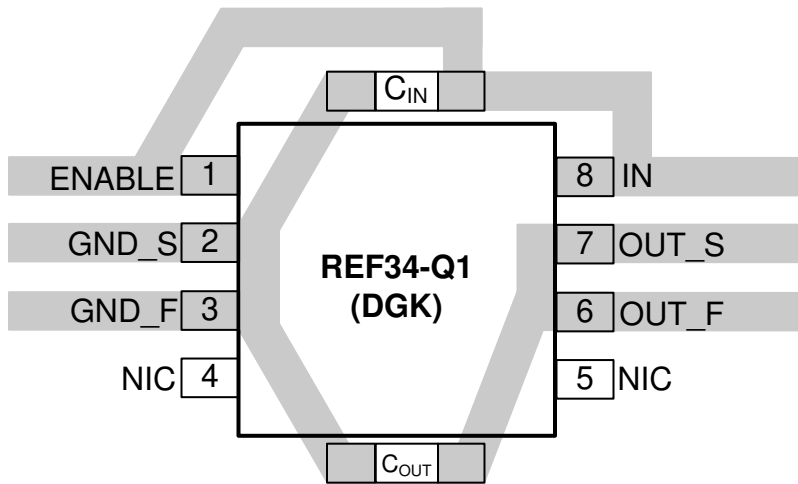 C_IN
ENABLE 1 8 IN
GND_S 2 7 OUT_S
REF34-Q1
(DGK)
GND_F 3 6 OUT_F
NIC 4 5 NIC
C_OUT